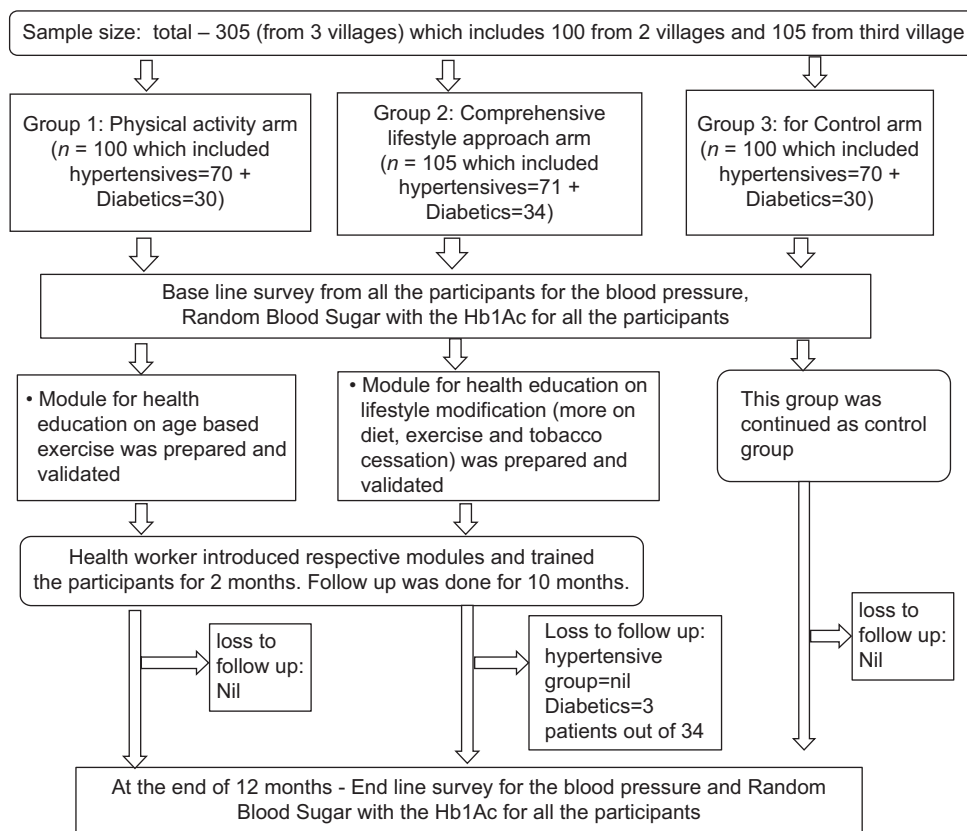 Sample size: total – 305 (from 3 villages) which includes 100 from 2 villages and 105 from third village
Group 1: Physical activity arm
(n = 100 which included
hypertensives=70 +
Diabetics=30)
Group 2: Comprehensive
lifestyle approach arm
(n = 105 which included
hypertensives=71 +
Diabetics=34)
Group 3: for Control arm
(n = 100 which included
hypertensives=70 +
Diabetics=30)
Base line survey from all the participants for the blood pressure,
Random Blood Sugar with the Hb1Ac for all the participants
• Module for health
education on age based
exercise was prepared and
validated
• Module for health education on
lifestyle modification (more on
diet, exercise and tobacco
cessation) was prepared and
validated
This group was
continued as control
group
Health worker introduced respective modules and trained
the participants for 2 months. Follow up was done for 10 months.
loss to
follow up:
Nil
Loss to follow up:
hypertensive
group=nil
Diabetics=3
patients out of 34
loss to
follow up:
Nil
At the end of 12 months - End line survey for the blood pressure and Random
Blood Sugar with the Hb1Ac for all the participants